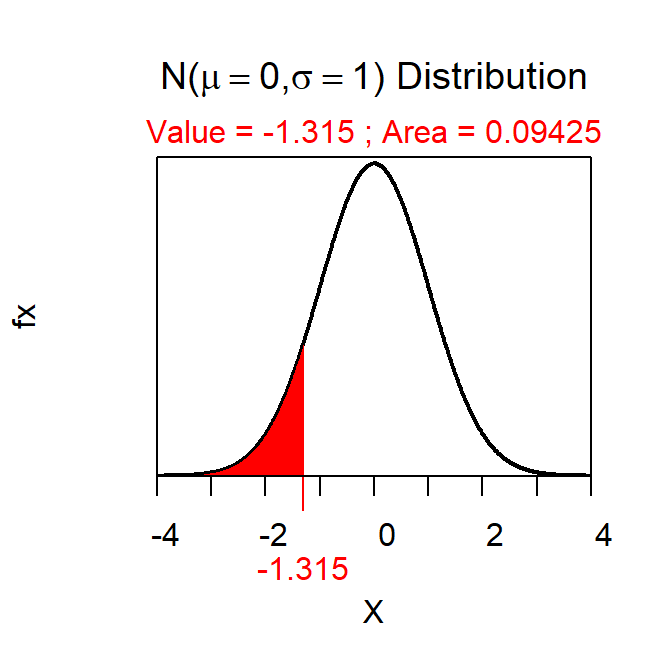 N(μ = 0,σ = 1) Distribution
Value = -1.315 ; Area = 0.09425
fx
-4 -2 0 2 4
-1.315
X